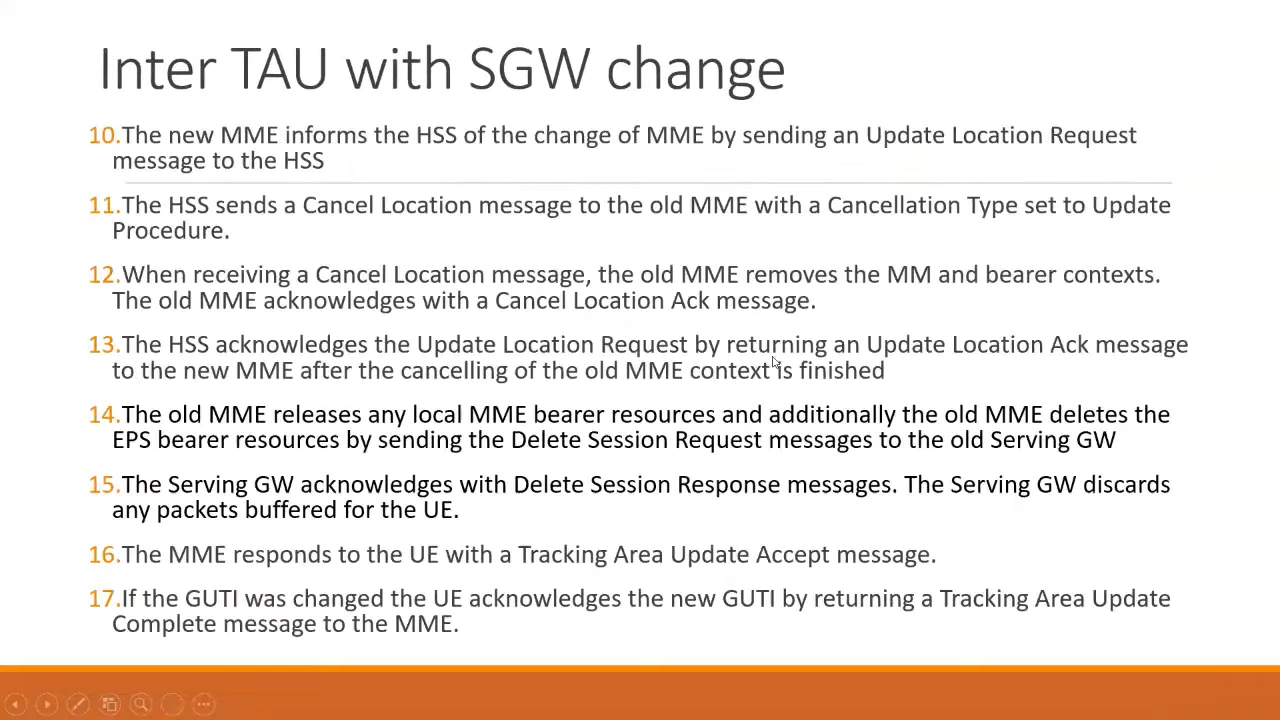 Inter TAU with SGW change
10.The new MME informs the HSS of the change of MME by sending an Update Location Request
message to the HSS
11.The HSS sends a Cancel Location message to the old MME with a Cancellation Type set to Update
Procedure.
12.When receiving a Cancel Location message, the old MME removes the MM and bearer contexts.
The old MME acknowledges with a Cancel Location Ack message.
13.The HSS acknowledges the Update Location Request by returning an Update Location Ack message
to the new MME after the cancelling of the old MME context is finished
14.The old MME releases any local MME bearer resources and additionally the old MME deletes the
EPS bearer resources by sending the Delete Session Request messages to the old Serving GW
15.The Serving GW acknowledges with Delete Session Response messages. The Serving GW discards
any packets buffered for the UE.
16.The MME responds to the UE with a Tracking Area Update Accept message.
17.If the GUTI was changed the UE acknowledges the new GUTI by returning a Tracking Area Update
Complete message to the MME.